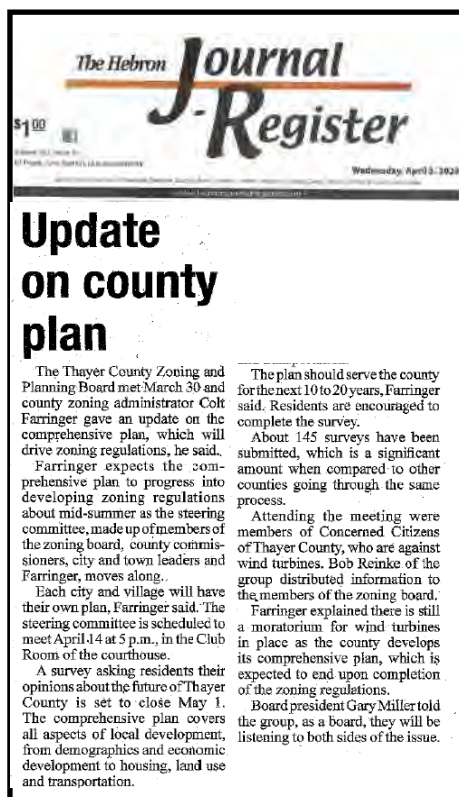 The Hebron
Journal
-Register
$1.00
Wednesday, April 5, 
Update
on county
plan
The Thayer County Zoning and
Planning Board met March 30 and
county zoning administrator Colt
Farringer gave an update on the
comprehensive plan, which will
drive zoning regulations, he said.
Farringer expects the com-
prehensive plan to progress into
developing zoning regulations
about mid-summer as the steering
committee, made up of members of
the zoning board, county commis-
sioners, city and town leaders and
Farringer, moves along.
Each city and village will have
their own plan, Farringer said. The
steering committee is scheduled to
meet April 14 at 5 p.m., in the Club
Room of the courthouse.
A survey asking residents their
opinions about the future of Thayer
County is set to close May 1.
The comprehensive plan covers
all aspects of local development,
from demographics and economic
development to housing, land use
and transportation.
The plan should serve the county
for the next 10 to 20 years, Farringer
said. Residents are encouraged to
complete the survey.
About 145 surveys have been
submitted, which is a significant
amount when compared to other
counties going through the same
process.
Attending the meeting were
members of Concerned Citizens
of Thayer County, who are against
wind turbines. Bob Reinke of the
group distributed information to
the members of the zoning board.
Farringer explained there is still
a moratorium for wind turbines
in place as the county develops
its comprehensive plan, which is
expected to end upon completion
of the zoning regulations.
Board president Gary Miller told
the group, as a board, they will be
listening to both sides of the issue.